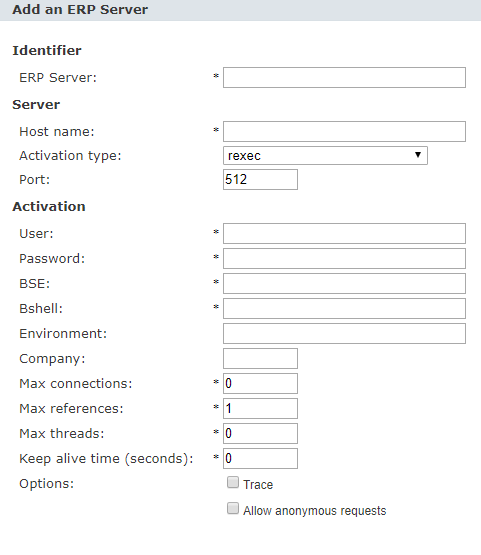 Add an ERP Server
Identifier
ERP Server: *
Server
Host name: *
Activation type: rexec
Port: 512
Activation
User: *
Password: *
BSE: *
Bshell: *
Environment:
Company:
Max connections: * 0
Max references: * 1
Max threads: * 0
Keep alive time (seconds): * 0
Options: Trace
Allow anonymous requests